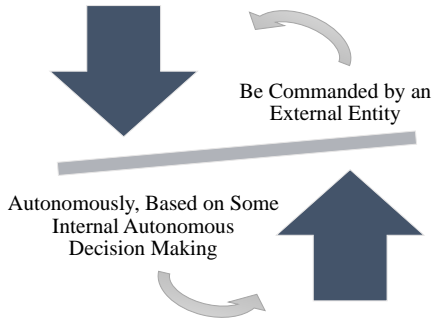 Be Commanded by an
External Entity
Autonomously, Based on Some
Internal Autonomous
Decision Making